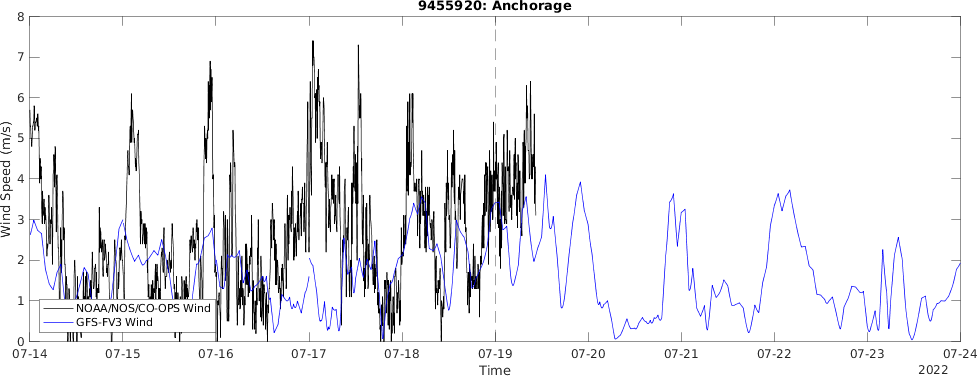 9455920: Anchorage
8
7
6
5
4
3
2
1
0
Wind Speed (m/s)
NOAA/NOS/CO-OPS Wind
GFS-FV3 Wind
07-14 07-15 07-16 07-17 07-18 07-19 07-20 07-21 07-22 07-23 07-24
Time
2022